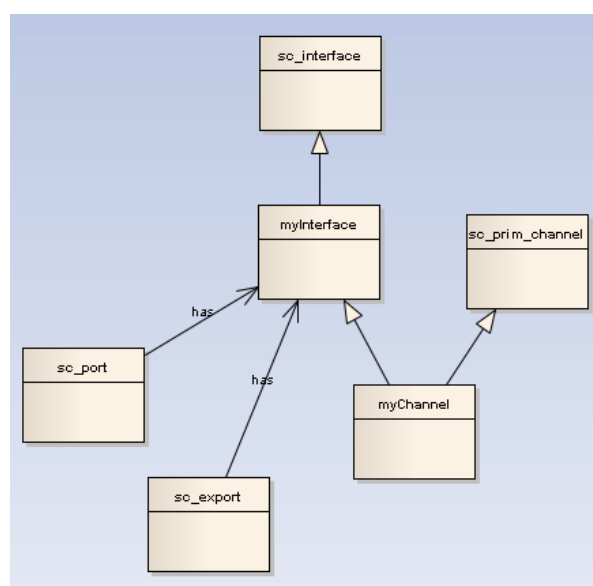 sc_interface
myInterface
sc_prim_channel
has
sc_port
has
myChannel
sc_export